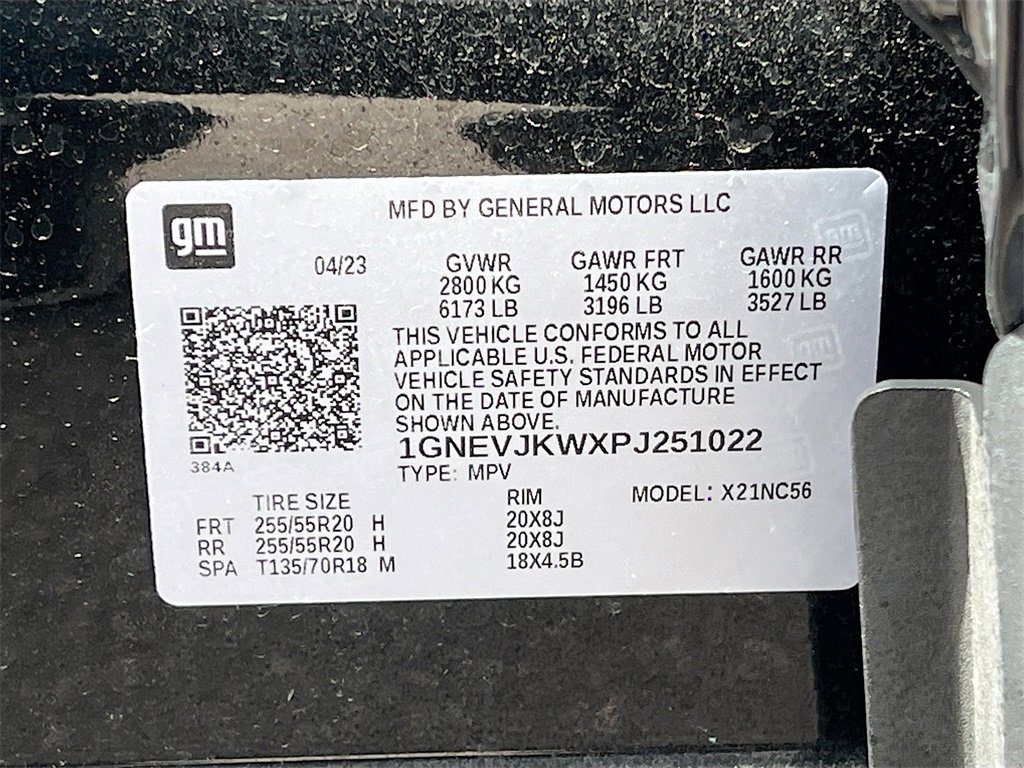 gm
MFD BY GENERAL MOTORS LLC
04/23 GVWR GAWR FRT GAWR RR
2800 KG 1450 KG 1600 KG
6173 LB 3196 LB 3527 LB
THIS VEHICLE CONFORMS TO ALL
APPLICABLE U.S. FEDERAL MOTOR
VEHICLE SAFETY STANDARDS IN EFFECT
ON THE DATE OF MANUFACTURE
SHOWN ABOVE.
1GNEVJKWXPJ251022
384A
TYPE: MPV
TIRE SIZE RIM MODEL: X21NC56
FRT 255/55R20 H 20X8J
RR 255/55R20 H 20X8J
SPA T135/70R18 M 18X4.5B